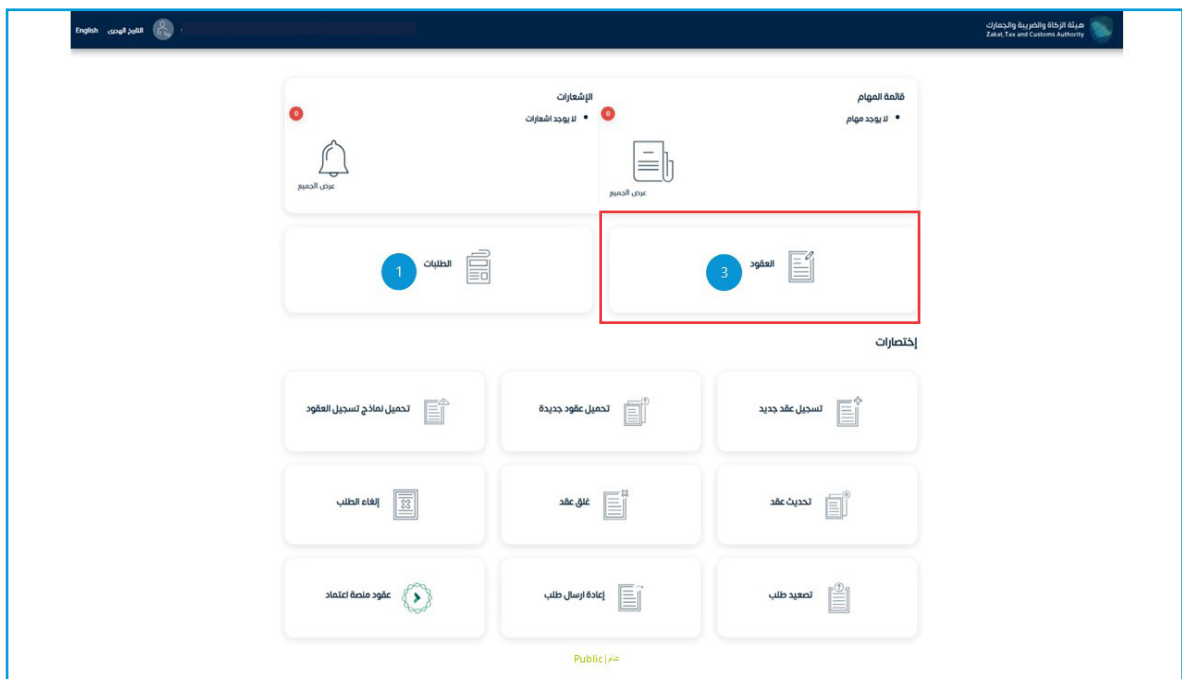 هيئة الزكاة والضريبة والجمارك
Zakat, Tax and Customs Authority
التاريخ الهجرى
English
قائمة المهام
0
لا يوجد مهام
عرض الجميع
الإشعارات
0
لا يوجد اشعارات
عرض الجميع
العقود
3
الطلبات
1
إختصارات
تسجيل عقد جديد
تحميل عقود جديدة
تحميل نماذج تسجيل العقود
تحديث عقد
غلق عقد
إلغاء الطلب
تصعيد طلب
إعادة ارسال طلب
عقود منصة اعتماد
عام|Public